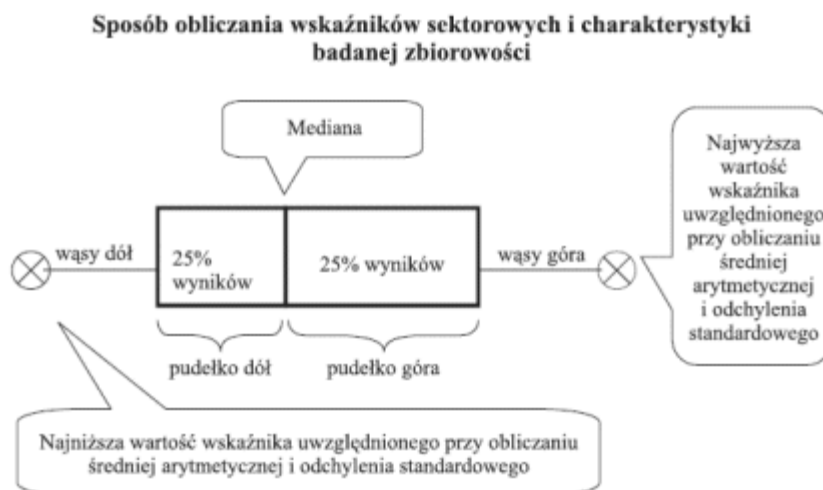 Sposób obliczania wskaźników sektorowych i charakterystyki
badanej zbiorowości
Mediana
Najwyższa
wartość
wskaźnika
uwzględnionego
przy obliczaniu
średniej
arytmetycznej
i odchylenia
standardowego
wąsy dół
25%
wyników
25% wyników
wąsy góra
pudełko dół
pudełko góra
Najniższa wartość wskaźnika uwzględnionego przy obliczaniu
średniej arytmetycznej i odchylenia standardowego